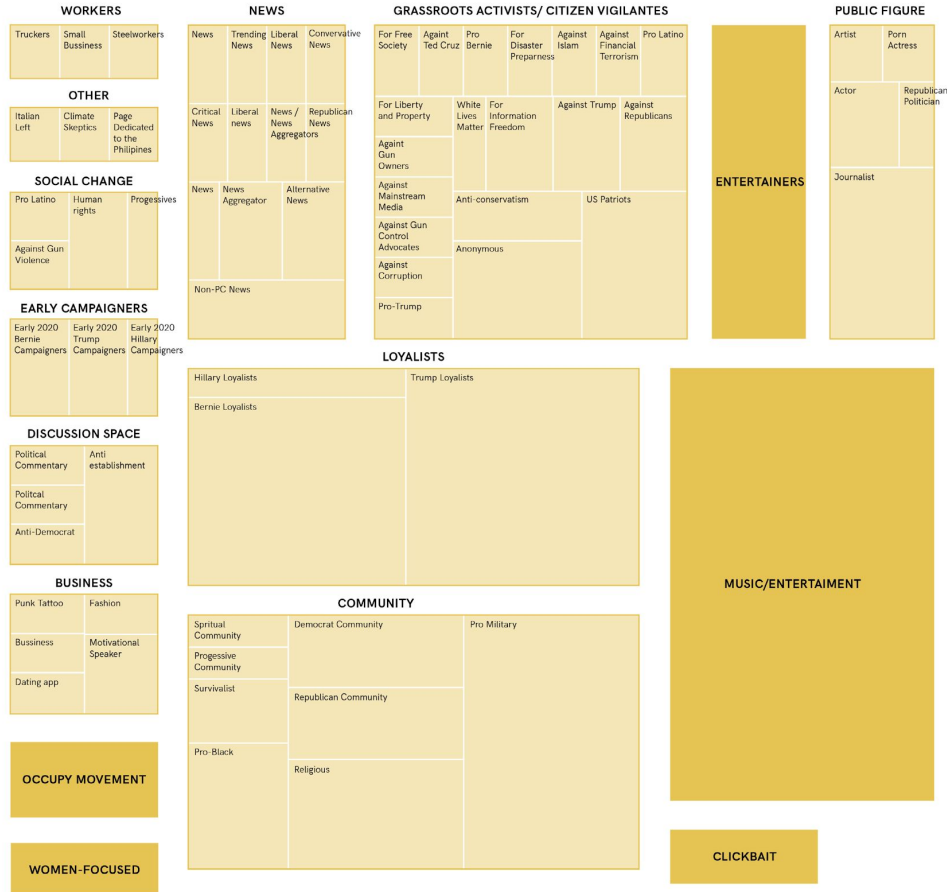 WORKERS
Truckers
Small
Bussiness
Steelworkers
OTHER
Italian
Left
Climate
Skeptics
Page
Dedicated
to the
Philipines
SOCIAL CHANGE
Pro Latino
Human
rights
Progessives
Against Gun
Violence
EARLY CAMPAIGNERS
Early 2020
Bernie
Campaigners
Early 2020
Trump
Campaigners
Early 2020
Hillary
Campaigners
DISCUSSION SPACE
Political
Commentary
Anti
establishment
Politcal
Commentary
Anti-Democrat
BUSINESS
Punk Tattoo
Fashion
Bussiness
Motivational
Speaker
Dating app
OCCUPY MOVEMENT
WOMEN-FOCUSED
NEWS
News
Trending
News
Liberal
News
Convervative
News
Critical
News
Liberal
news
News /
News
Aggregators
Republican
News
News
News
Aggregator
Alternative
News
Non-PC News
GRASSROOTS ACTIVISTS/ CITIZEN VIGILANTES
For Free
Society
Againt
Ted Cruz
Pro
Bernie
For
Disaster
Preparness
Against
Islam
Against
Financial
Terrorism
Pro Latino
For Liberty
and Property
White
Lives
Matter
For
Information
Freedom
Against Trump
Against
Republicans
Againt
Gun
Owners
Against
Mainstream
Media
Against Gun
Control
Advocates
Against
Corruption
Pro-Trump
Anti-conservatism
US Patriots
Anonymous
ENTERTAINERS
PUBLIC FIGURE
Artist
Porn
Actress
Actor
Republican
Politician
Journalist
LOYALISTS
Hillary Loyalists
Trump Loyalists
Bernie Loyalists
COMMUNITY
Spritual
Community
Democrat Community
Pro Military
Progessive
Community
Survivalist
Republican Community
Pro-Black
Religious
MUSIC/ENTERTAIMENT
CLICKBAIT